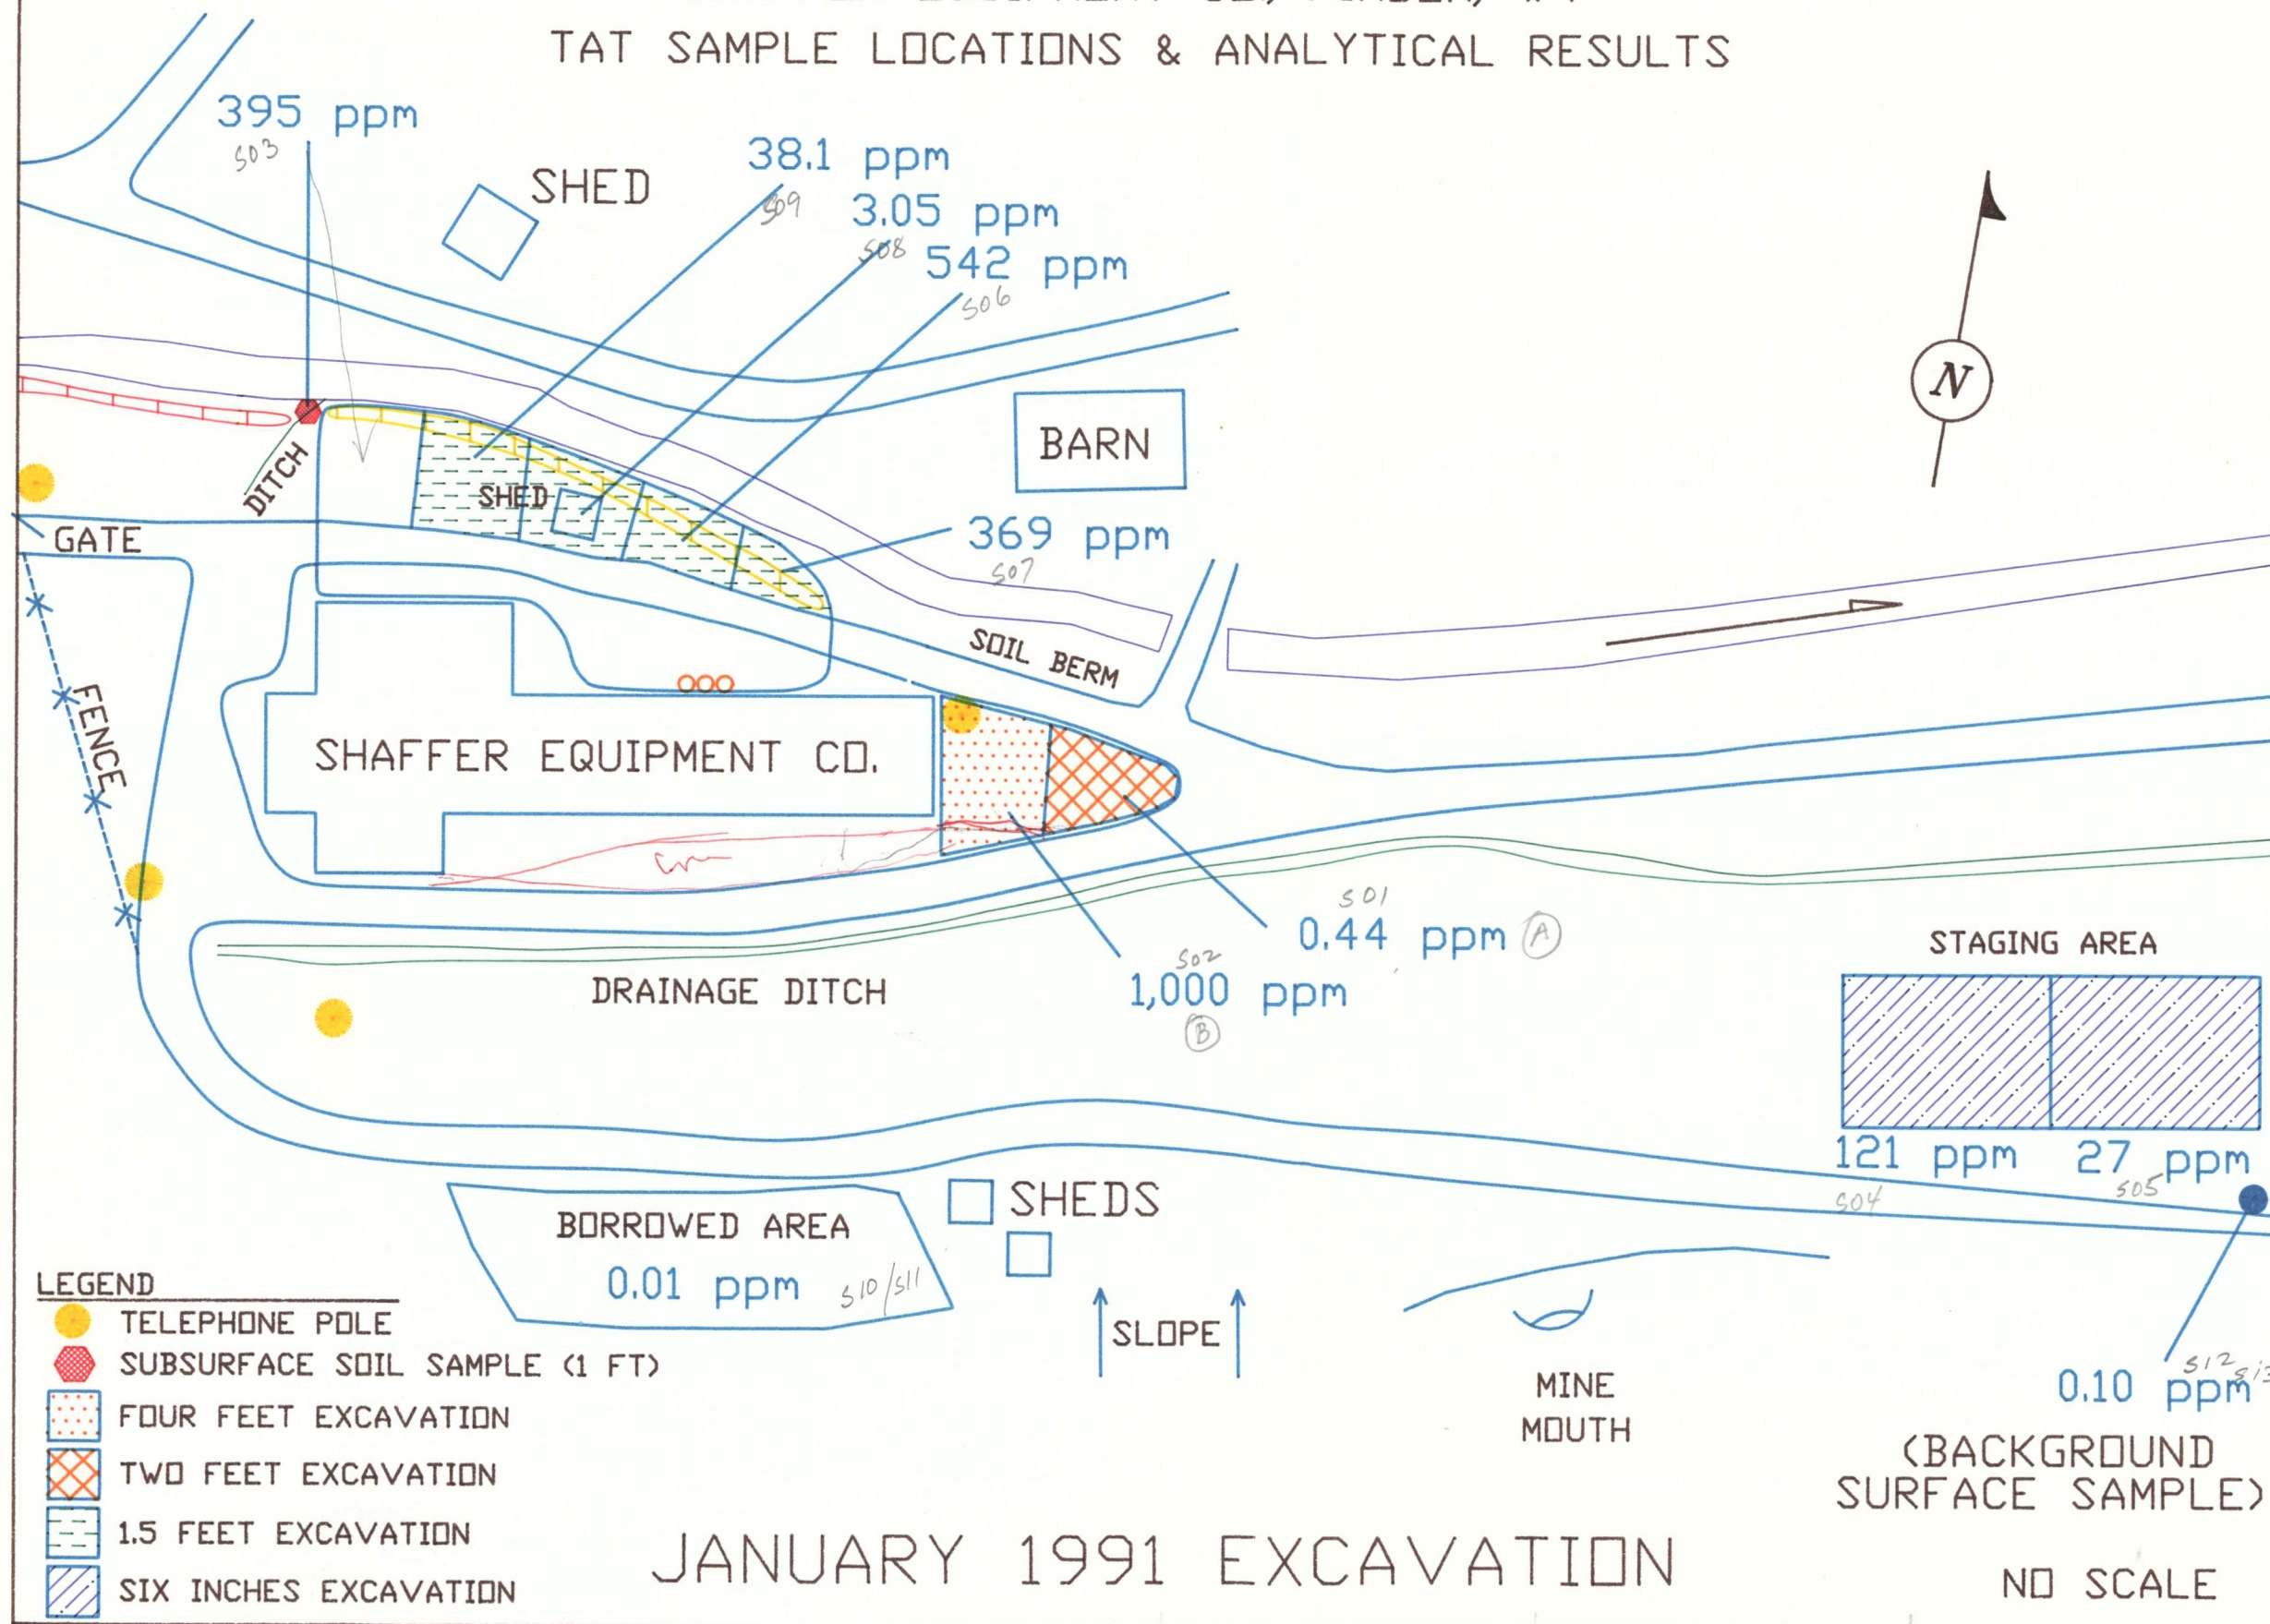 TAT SAMPLE LOCATIONS & ANALYTICAL RESULTS
395 ppm
S03
SHED
38.1 ppm
S09
3.05 ppm
S08
542 ppm
S06
N
BARN
DITCH
SHED
GATE
369 ppm
S07
SOIL BERM
FENCE
SHAFFER EQUIPMENT CO.
S01
0.44 ppm A
S02
1,000 ppm
B
DRAINAGE DITCH
STAGING AREA
121 ppm 27 ppm
S04 S05
SHEDS
BORROWED AREA
0.01 ppm S10/S11
SLOPE
MINE
MOUTH
S12 S13
0.10 ppm
(BACKGROUND
SURFACE SAMPLE)
LEGEND
TELEPHONE POLE
SUBSURFACE SOIL SAMPLE (1 FT)
FOUR FEET EXCAVATION
TWO FEET EXCAVATION
1.5 FEET EXCAVATION
SIX INCHES EXCAVATION
JANUARY 1991 EXCAVATION
NO SCALE